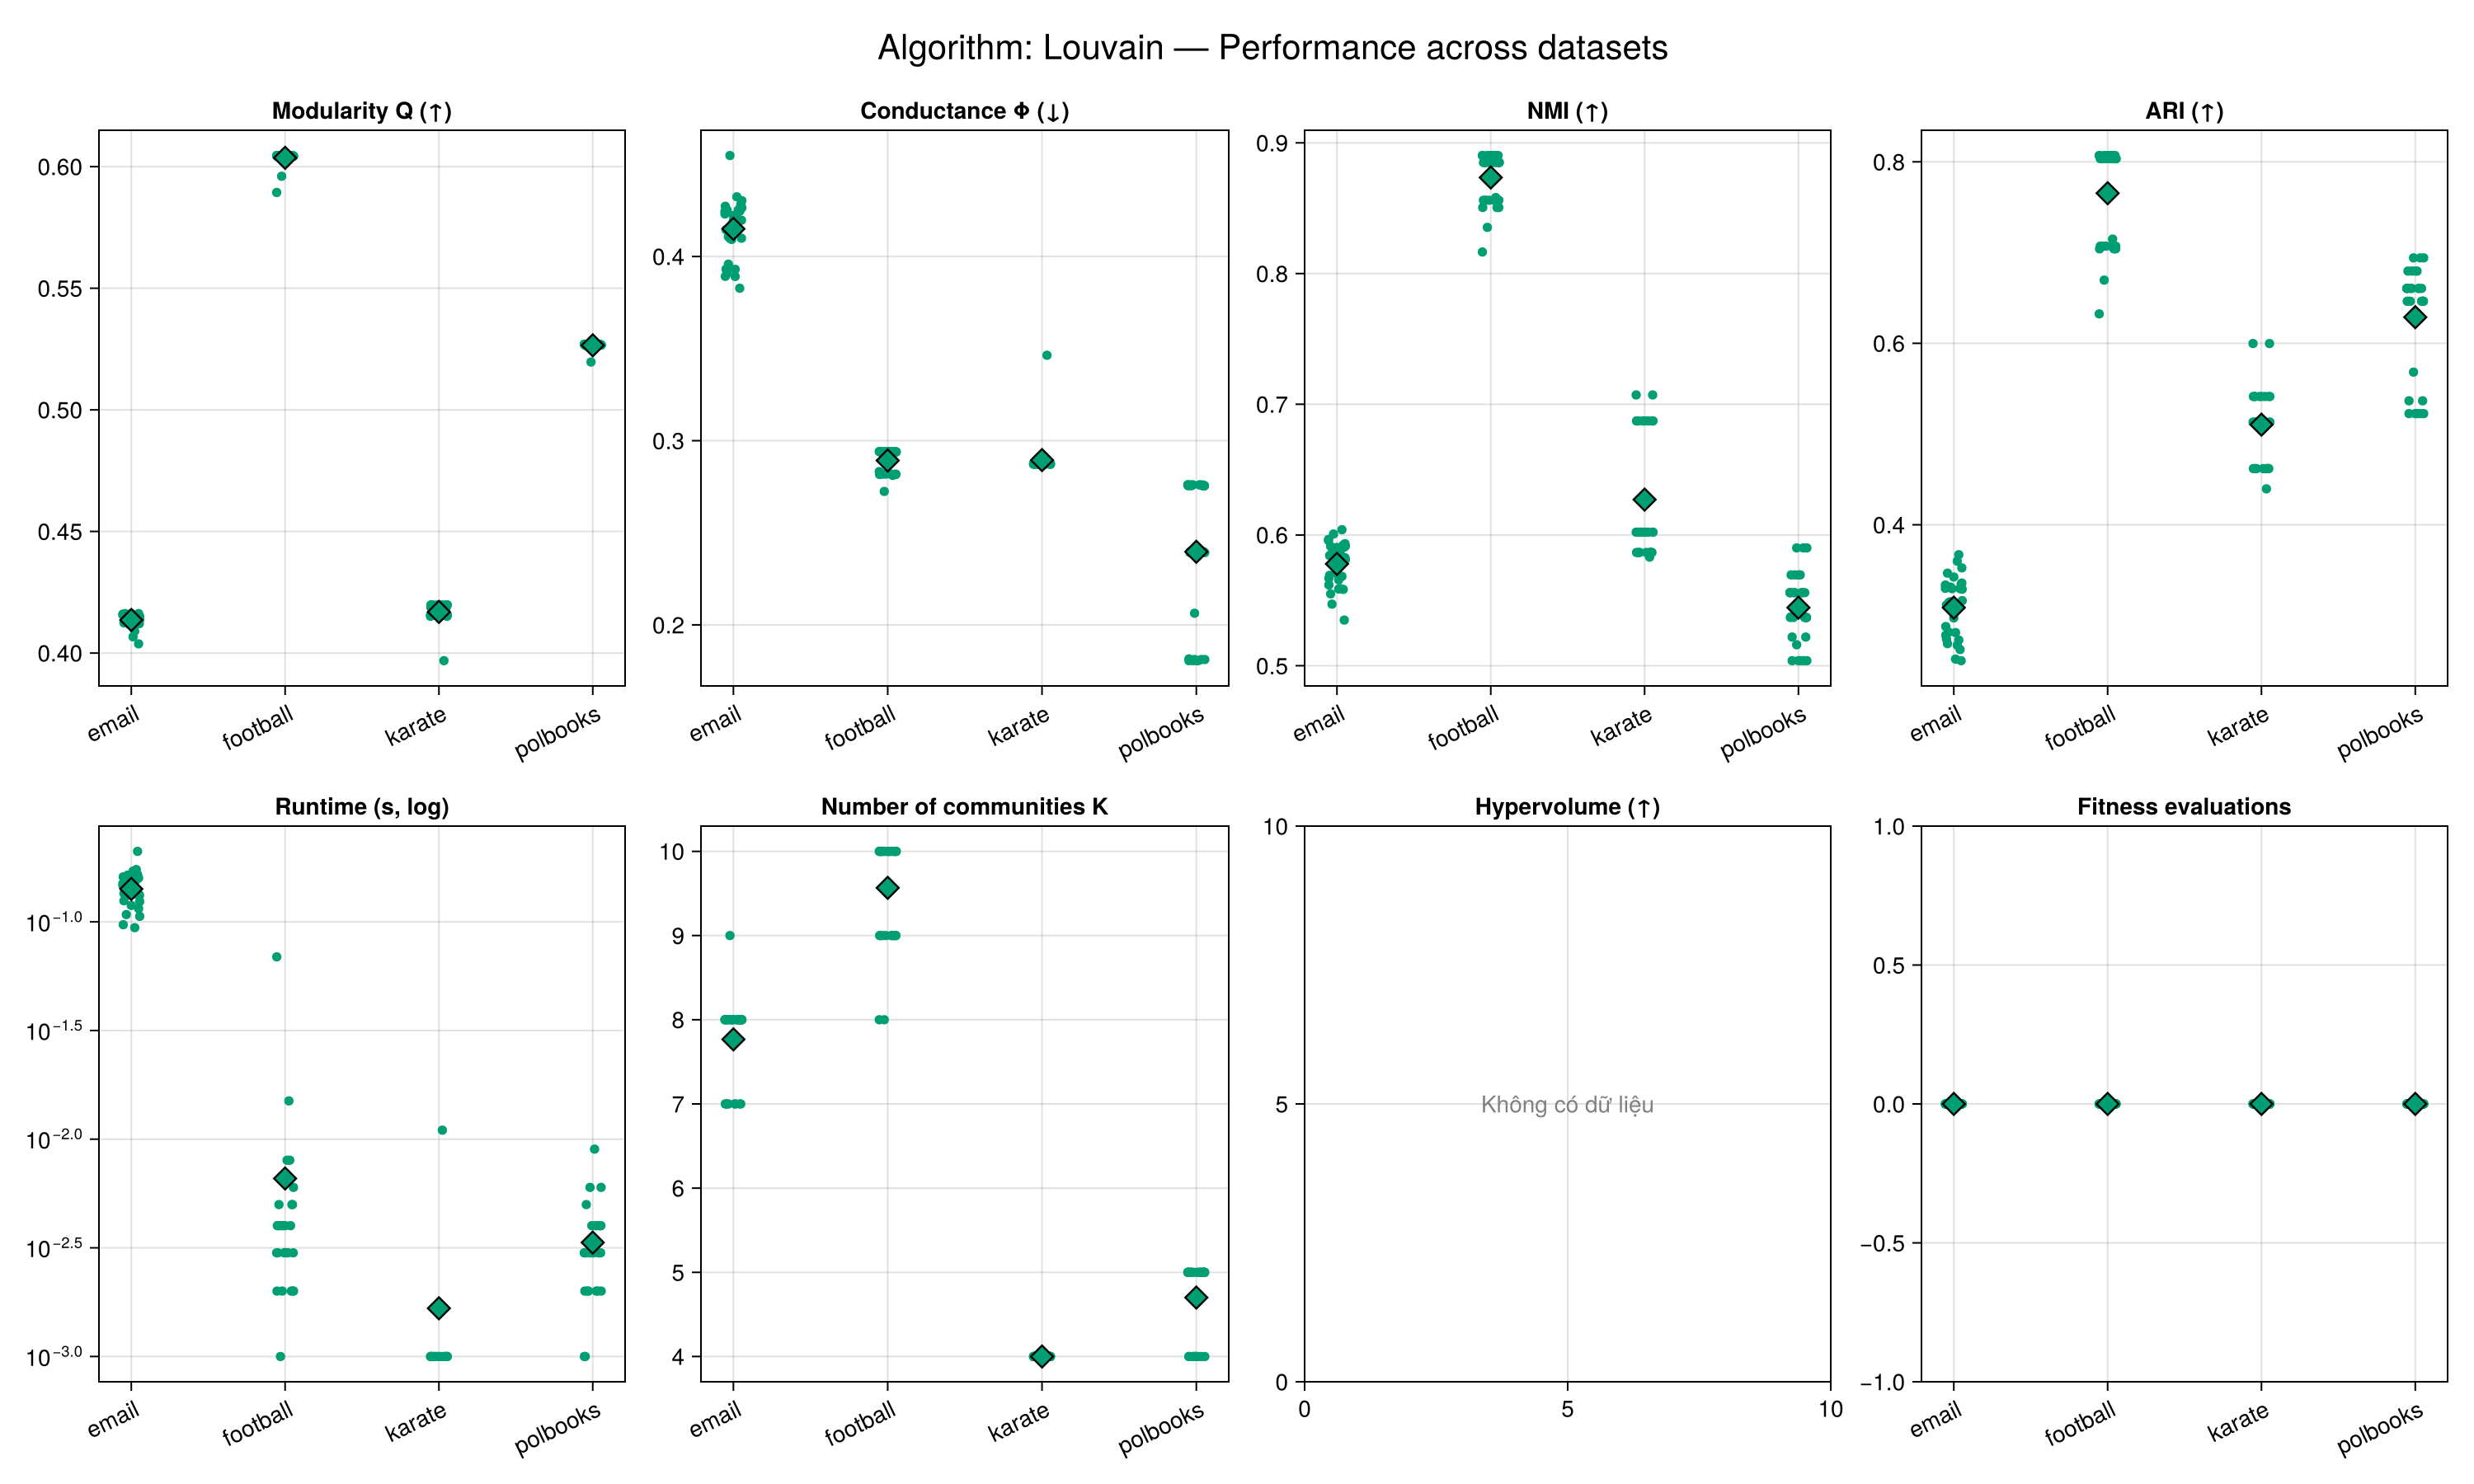 Algorithm: Louvain — Performance across datasets
Modularity Q (↑)
0.60
0.55
0.50
0.45
0.40
email
football
karate
polbooks
Conductance Φ (↓)
0.4
0.3
0.2
email
football
karate
polbooks
NMI (↑)
0.9
0.8
0.7
0.6
0.5
email
football
karate
polbooks
ARI (↑)
0.8
0.6
0.4
email
football
karate
polbooks
Runtime (s, log)
10^−1.0
10^−1.5
10^−2.0
10^−2.5
10^−3.0
email
football
karate
polbooks
Number of communities K
10
9
8
7
6
5
4
email
football
karate
polbooks
Hypervolume (↑)
10
5
0
Không có dữ liệu
0
5
10
Fitness evaluations
1.0
0.5
0.0
−0.5
−1.0
email
football
karate
polbooks